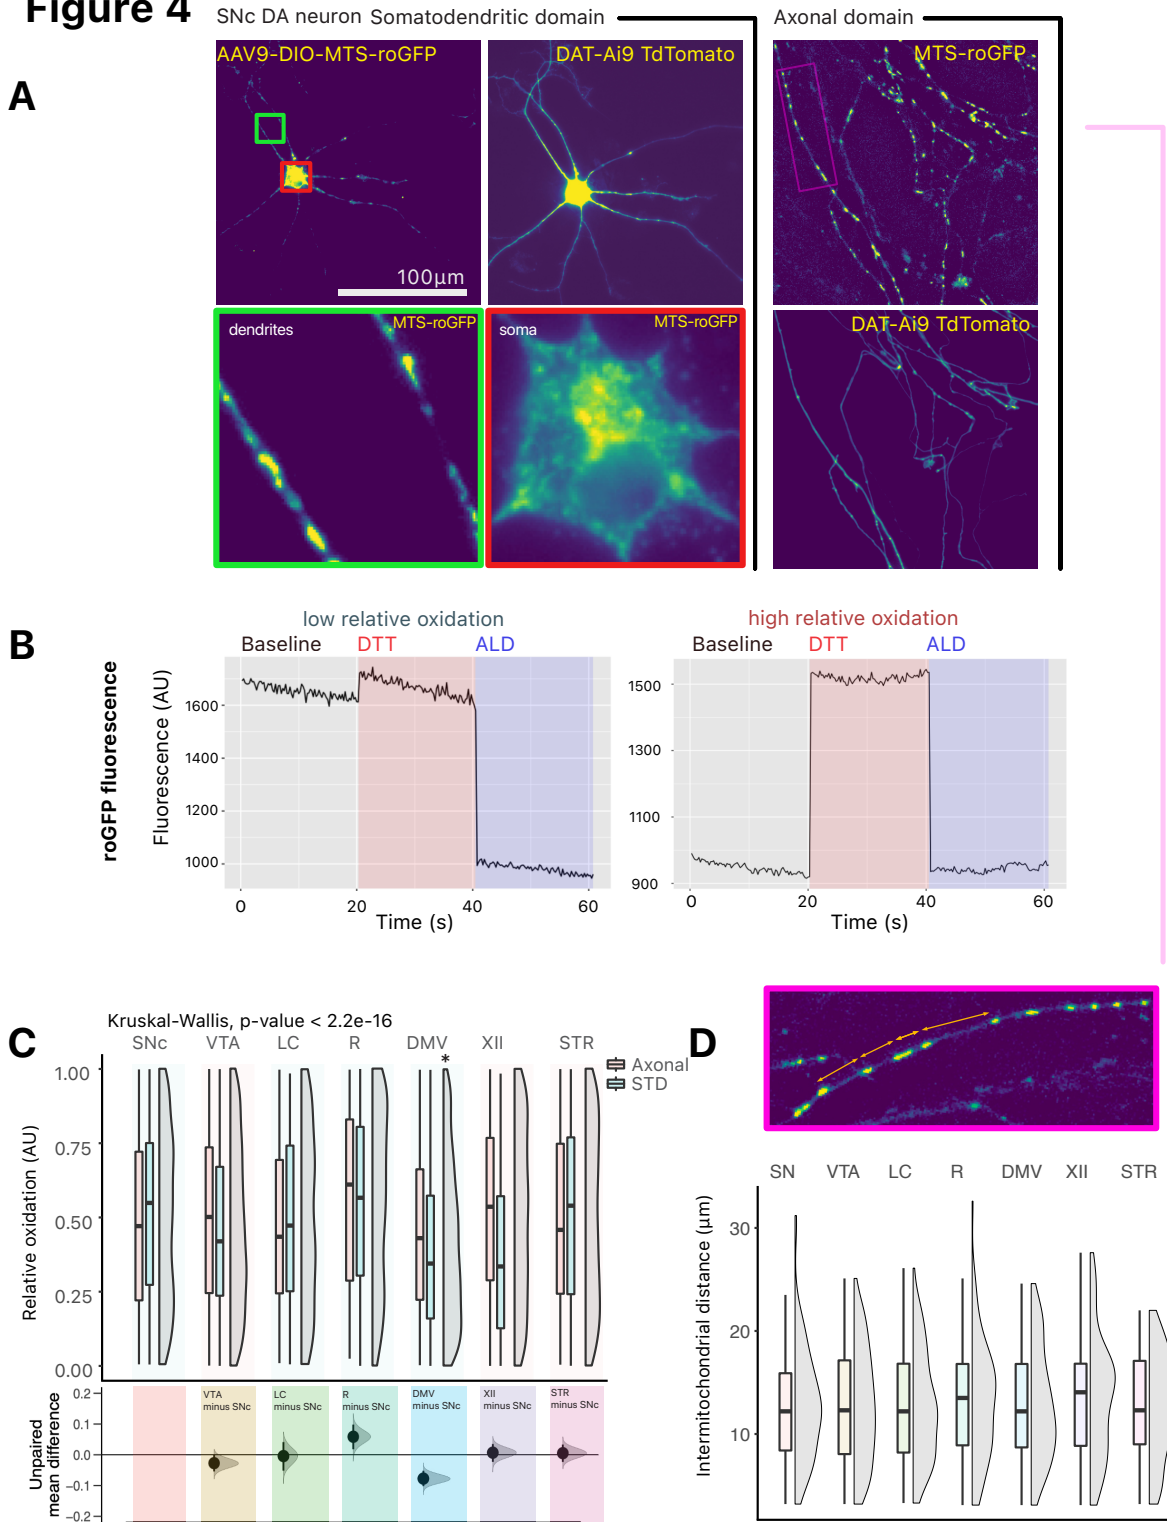 Figure 4
SNc DA neuron Somatodendritic domain
Axonal domain
A
AAV9-DIO-MTS-roGFP
DAT-Ai9 TdTomato
MTS-roGFP
100µm
dendrites
MTS-roGFP
soma
MTS-roGFP
DAT-Ai9 TdTomato
B
low relative oxidation
high relative oxidation
Baseline DTT ALD
Baseline DTT ALD
roGFP fluorescence
Fluorescence (AU)
1600
1400
1200
1000
0 20 40 60
Time (s)
1500
1300
1100
900
0 20 40 60
Time (s)
C
Kruskal-Wallis, p-value < 2.2e-16
SNc VTA LC R DMV XII STR
*
Axonal
STD
Relative oxidation (AU)
1.00
0.75
0.50
0.25
0.00
Unpaired
mean difference
0.2
0.1
0.0
−0.1
−0.2
VTA
minus SNc
LC
minus SNc
R
minus SNc
DMV
minus SNc
XII
minus SNc
STR
minus SNc
D
SN VTA LC R DMV XII STR
Intermitochondrial distance (µm)
30
20
10